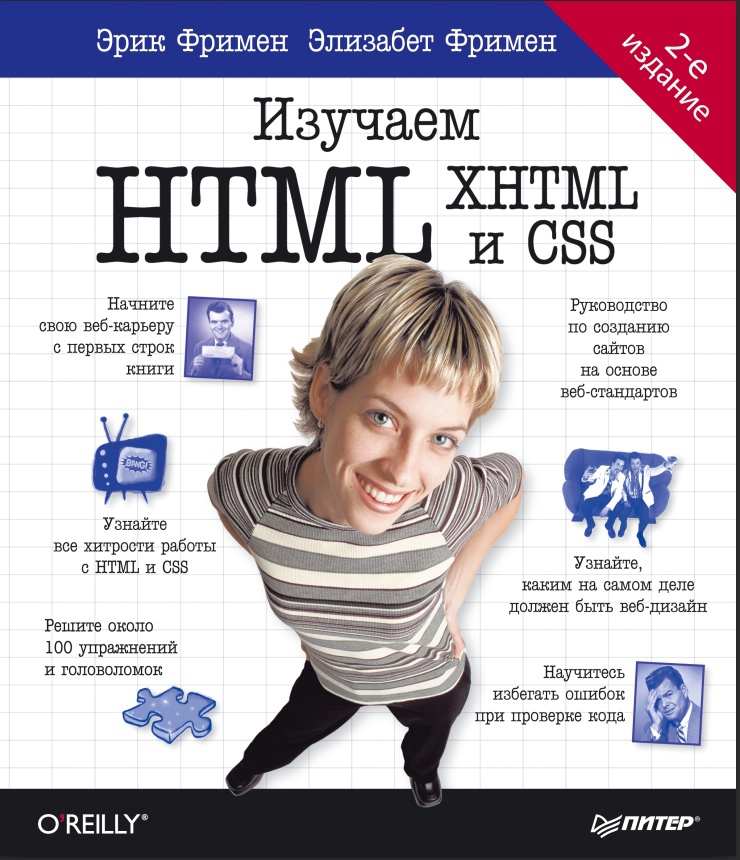 Эрик Фримен Элизабет Фримен
2-е
издание
Изучаем
HTML
XHTML
и CSS
Начните
свою веб-карьеру
с первых строк
книги
Руководство
по созданию
сайтов
на основе
веб-стандартов
BANG!
Узнайте
все хитрости работы
с HTML и CSS
Узнайте,
каким на самом деле
должен быть веб-дизайн
Решите около
100 упражнений
и головоломок
Научитесь
избегать ошибок
при проверке кода
O'REILLY®
ПИТЕР®